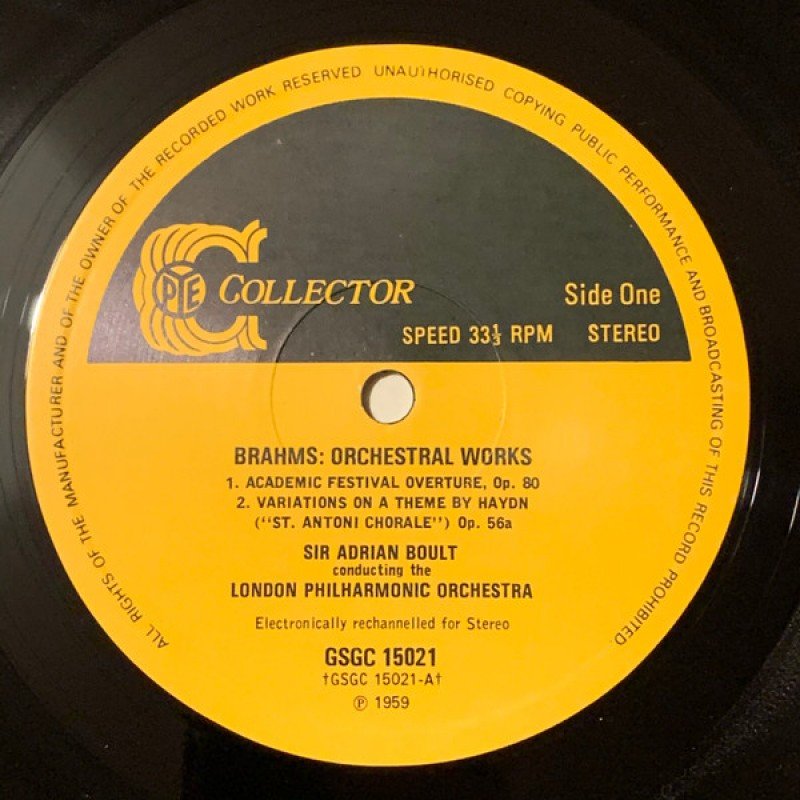 ALL RIGHTS OF THE MANUFACTURER AND OF THE OWNER OF THE RECORDED WORK RESERVED UNAUTHORISED COPYING PUBLIC PERFORMANCE AND BROADCASTING OF THIS RECORD PROHIBITED
PYE COLLECTOR
Side One
SPEED 33⅓ RPM STEREO
BRAHMS: ORCHESTRAL WORKS
1. ACADEMIC FESTIVAL OVERTURE, Op. 80
2. VARIATIONS ON A THEME BY HAYDN
("ST. ANTONI CHORALE") Op. 56a
SIR ADRIAN BOULT
conducting the
LONDON PHILHARMONIC ORCHESTRA
Electronically rechannelled for Stereo
GSGC 15021
†GSGC 15021-A†
℗ 1959